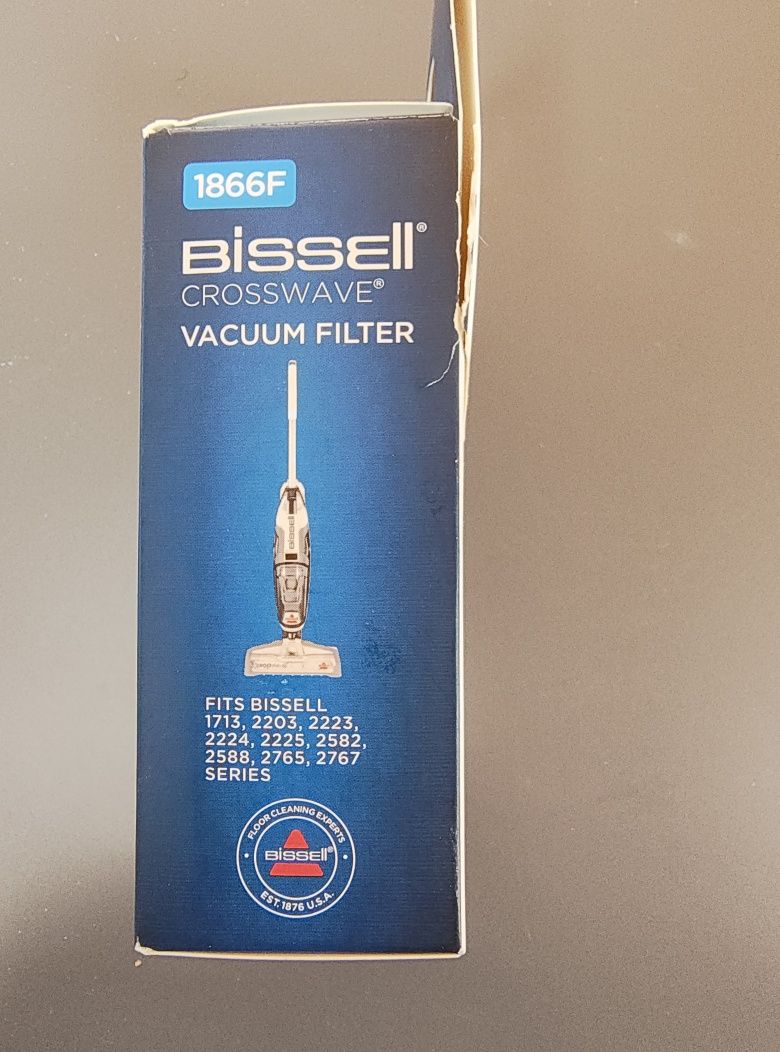 1866F
BISSELL®
CROSSWAVE®
VACUUM FILTER
BISSELL
FITS BISSELL
1713, 2203, 2223,
2224, 2225, 2582,
2588, 2765, 2767
SERIES
FLOOR CLEANING EXPERTS
BISSELL®
EST. 1876 U.S.A.